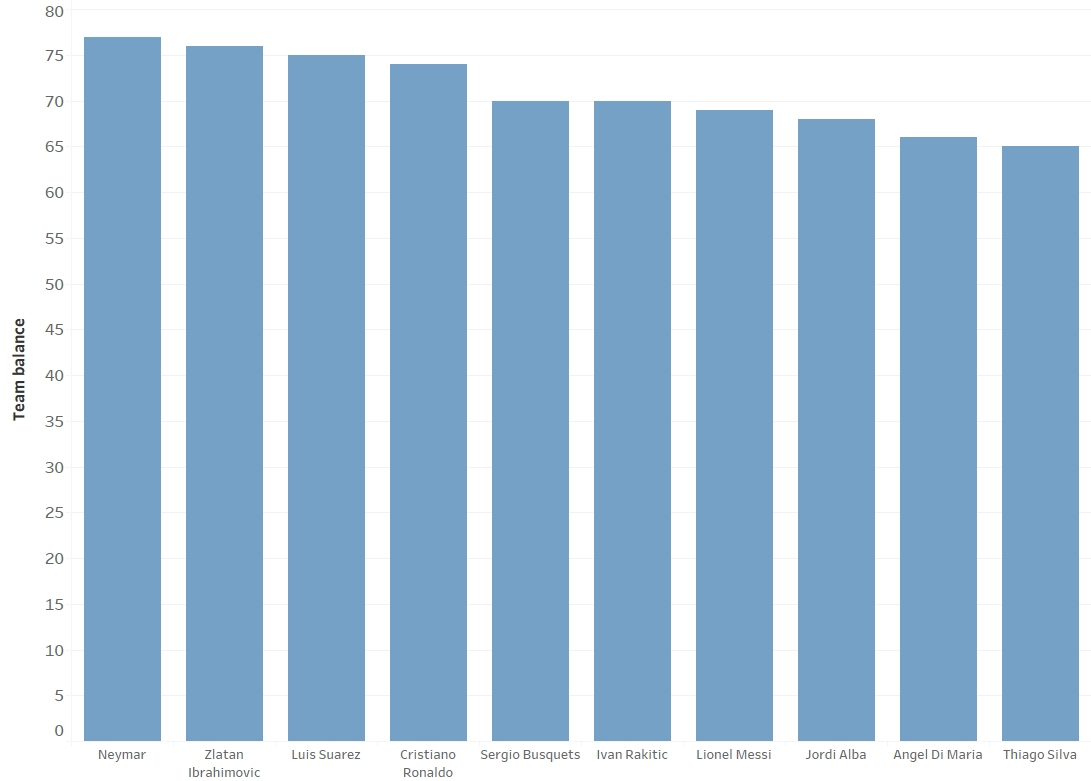 80
75
70
65
60
55
50
45
40
35
30
25
20
15
10
5
0
Team balance
Neymar
Zlatan
Ibrahimovic
Luis Suarez
Cristiano
Ronaldo
Sergio Busquets
Ivan Rakitic
Lionel Messi
Jordi Alba
Angel Di Maria
Thiago Silva